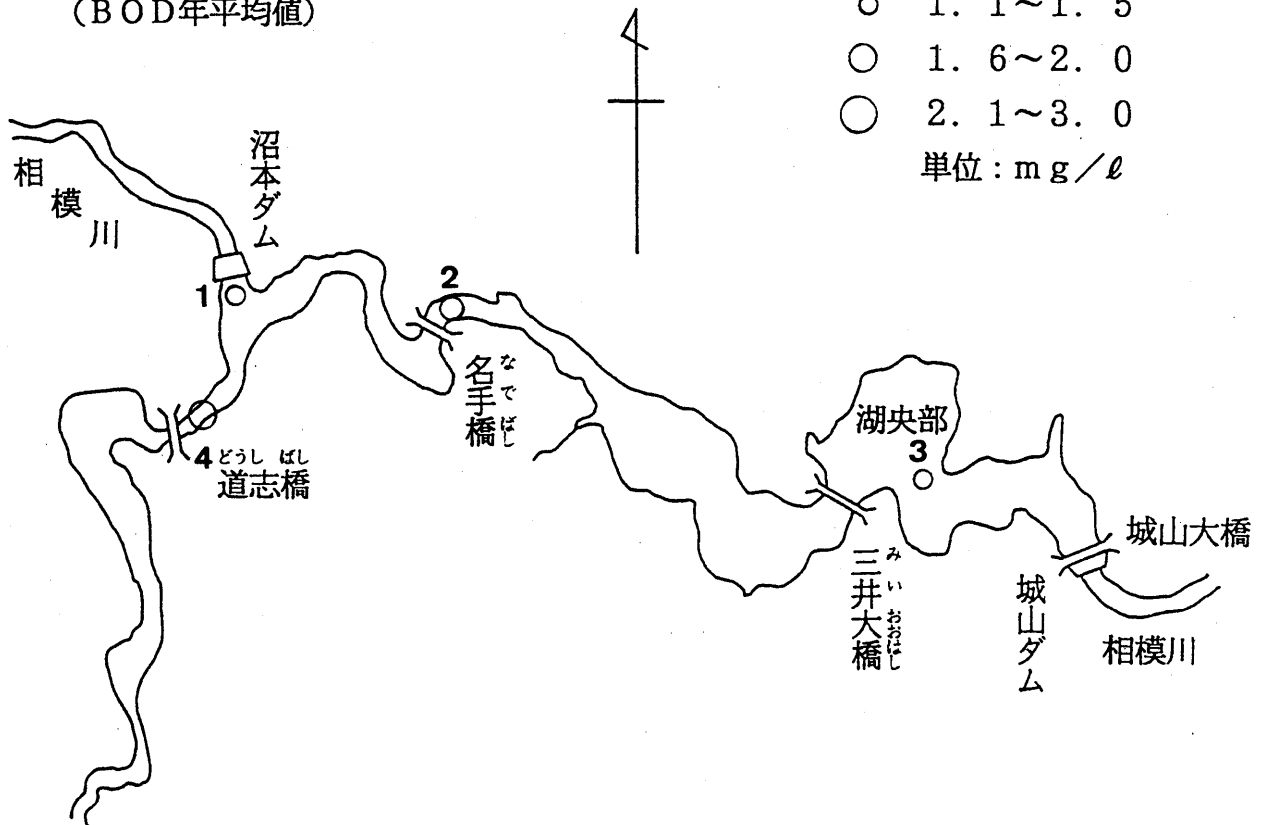 （ＢＯＤ年平均値）
○ １．１～１．５
○ １．６～２．０
○ ２．１～３．０
単位：ｍｇ／ℓ
相模川
沼本ダム
1
2
名手橋
なでばし
4
道志橋
どうし ばし
湖央部
3
三井大橋
みいおおはし
城山大橋
城山ダム
相模川